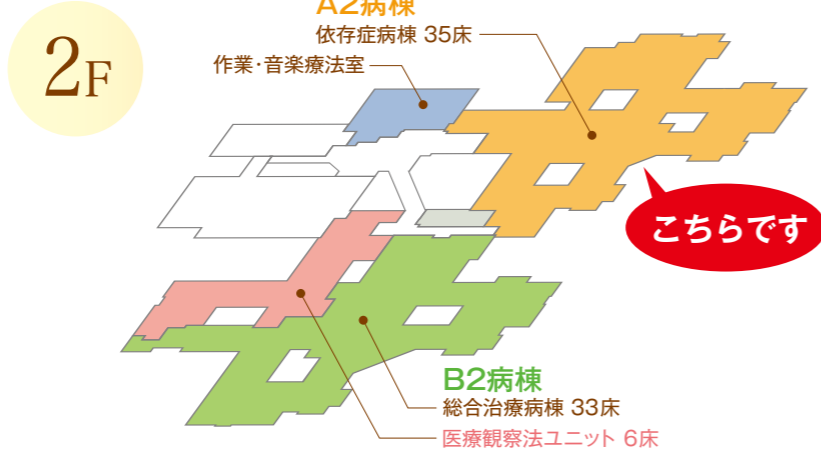 2F
A2病棟
依存症病棟 35床
作業・音楽療法室
こちらです
B2病棟
総合治療病棟 33床
医療観察法ユニット 6床